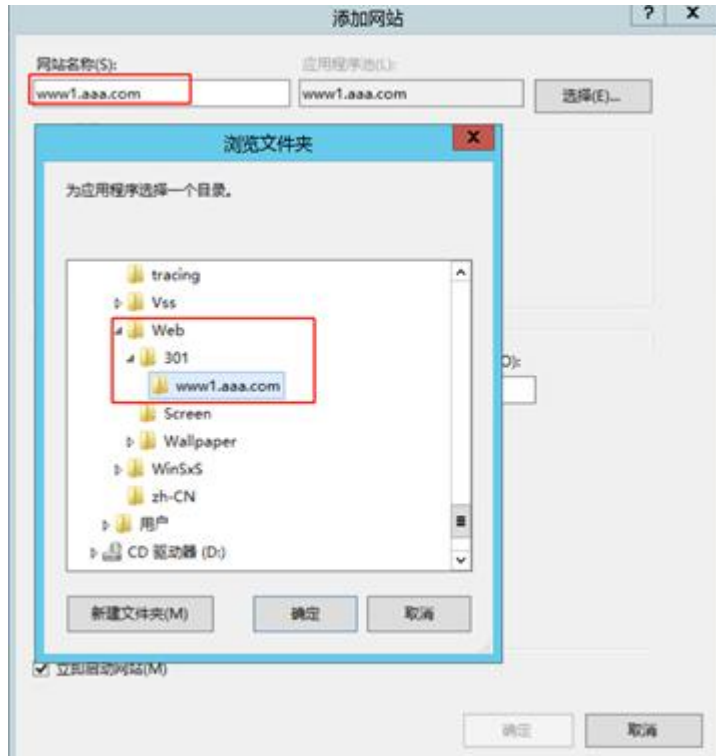 添加网站
? x
网站名称(S):
应用程序池(L):
www1.aaa.com
www1.aaa.com
选择(E)...
浏览文件夹
x
为应用程序选择一个目录。
tracing
Vss
Web
301
www1.aaa.com
Screen
Wallpaper
WinSxS
zh-CN
用户
CD 驱动器 (D:)
O):
新建文件夹(M)
确定
取消
立即启动网站(M)
确定
取消